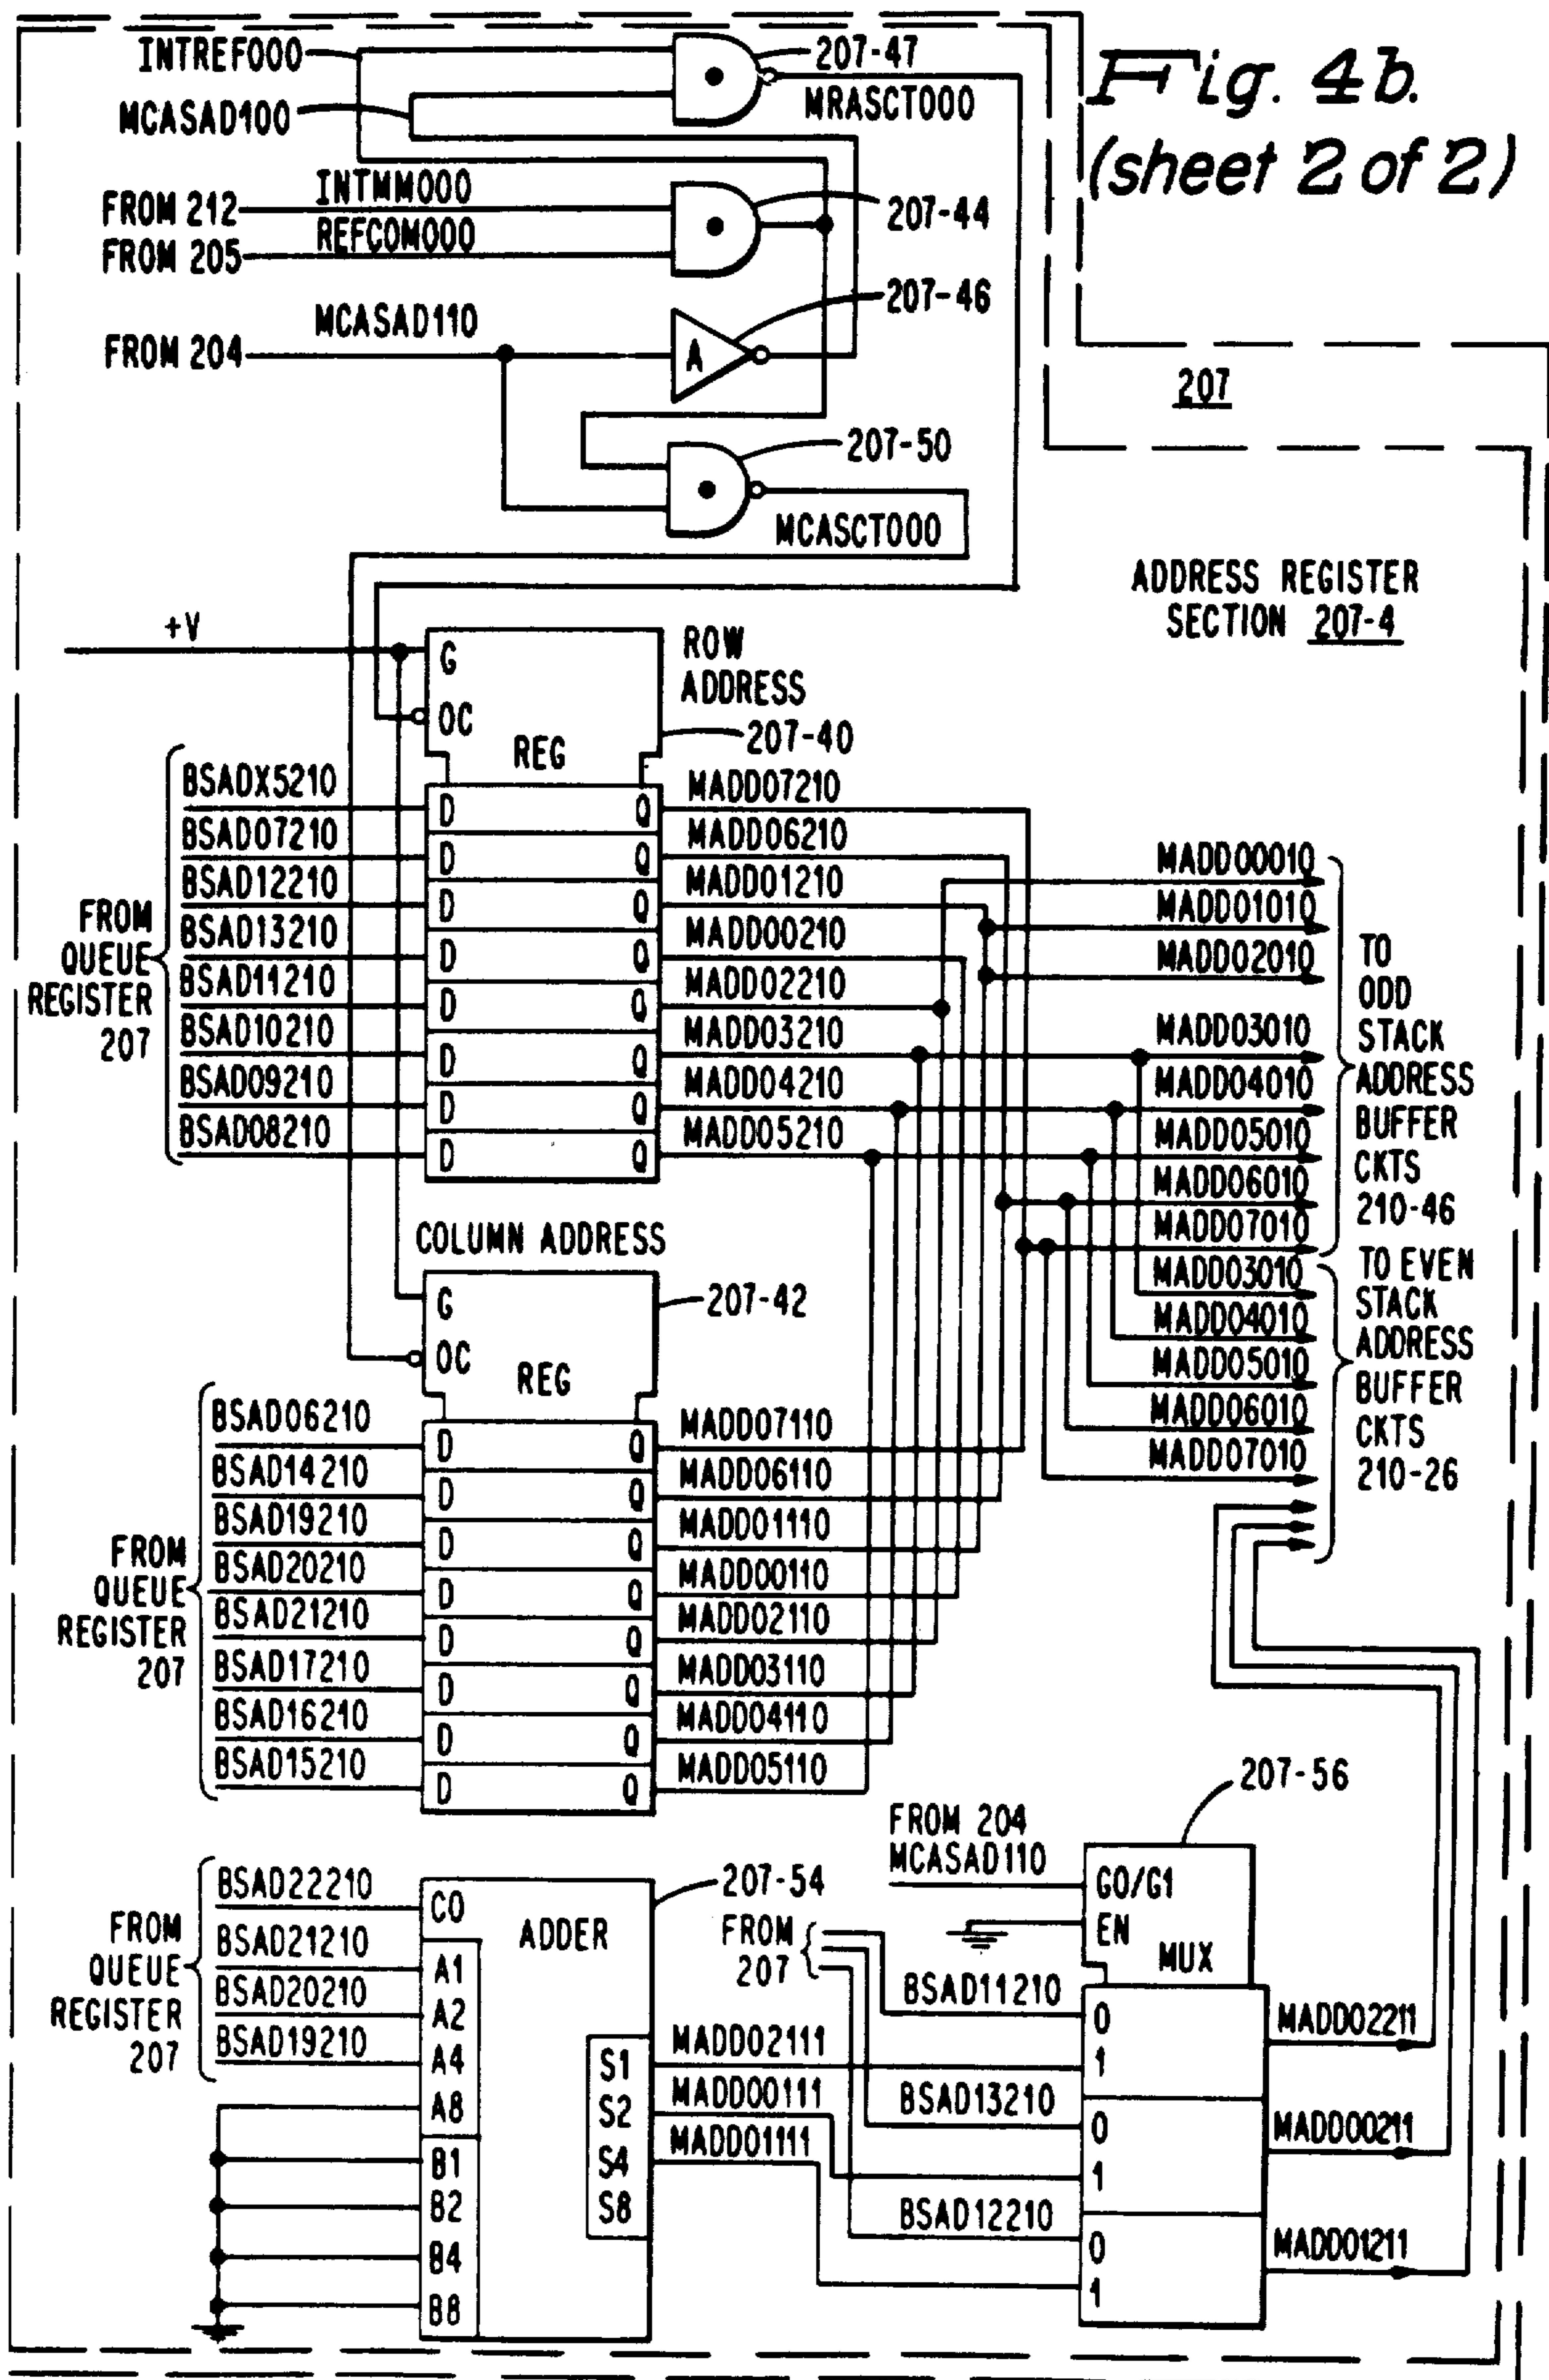 Fig. 4b.
(sheet 2 of 2)
INTREF000
207-47
MCASAD100
MRASCT000
INTMM000
FROM 212
207-44
REFCOM000
FROM 205
207-46
MCASAD110
FROM 204
A
207
207-50
MCASCT000
ADDRESS REGISTER
SECTION 207-4
+V
G
OC
REG
ROW
ADDRESS
207-40
FROM
QUEUE
REGISTER
207
BSADX5210
D Q
MADD07210
BSAD07210
D Q
MADD06210
BSAD12210
D Q
MADD01210
BSAD13210
D Q
MADD00210
BSAD11210
D Q
MADD02210
BSAD10210
D Q
MADD03210
BSAD09210
D Q
MADD04210
BSAD08210
D Q
MADD05210
MADD00010
MADD01010
MADD02010
MADD03010
MADD04010
MADD05010
MADD06010
MADD07010
TO
ODD
STACK
ADDRESS
BUFFER
CKTS
210-46
MADD03010
MADD04010
MADD05010
MADD06010
MADD07010
TO EVEN
STACK
ADDRESS
BUFFER
CKTS
210-26
COLUMN ADDRESS
G
OC
REG
207-42
FROM
QUEUE
REGISTER
207
BSAD06210
D Q
MADD07110
BSAD14210
D Q
MADD06110
BSAD19210
D Q
MADD01110
BSAD20210
D Q
MADD00110
BSAD21210
D Q
MADD02110
BSAD17210
D Q
MADD03110
BSAD16210
D Q
MADD04110
BSAD15210
D Q
MADD05110
FROM
QUEUE
REGISTER
207
BSAD22210
BSAD21210
BSAD20210
BSAD19210
C0
A1
A2
A4
A8
B1
B2
B4
B8
ADDER
207-54
S1
S2
S4
S8
MADD02111
MADD00111
MADD01111
207-56
FROM 204
MCASAD110
G0/G1
EN
MUX
FROM
207
BSAD11210
0
1
MADD02211
BSAD13210
0
1
MADD00211
BSAD12210
0
1
MADD01211